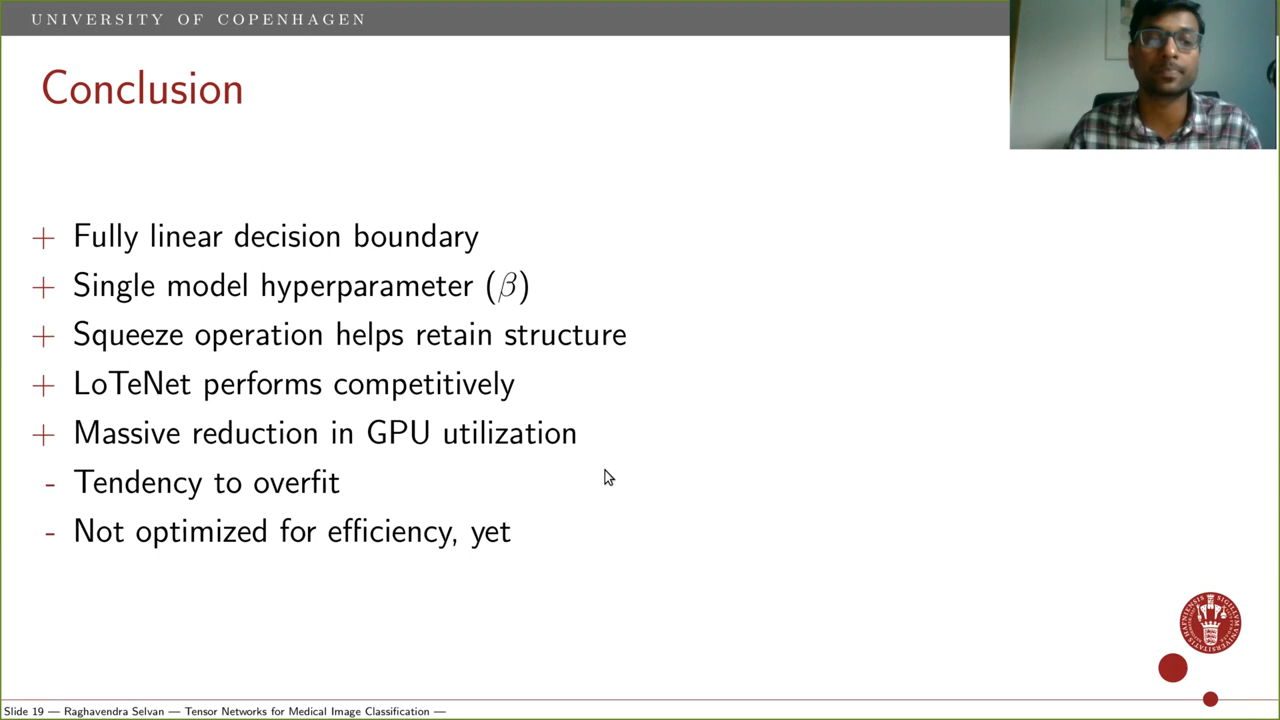 UNIVERSITY OF COPENHAGEN
Conclusion
+ Fully linear decision boundary
+ Single model hyperparameter (β)
+ Squeeze operation helps retain structure
+ LoTeNet performs competitively
+ Massive reduction in GPU utilization
- Tendency to overfit
- Not optimized for efficiency, yet
Slide 19 — Raghavendra Selvan — Tensor Networks for Medical Image Classification —